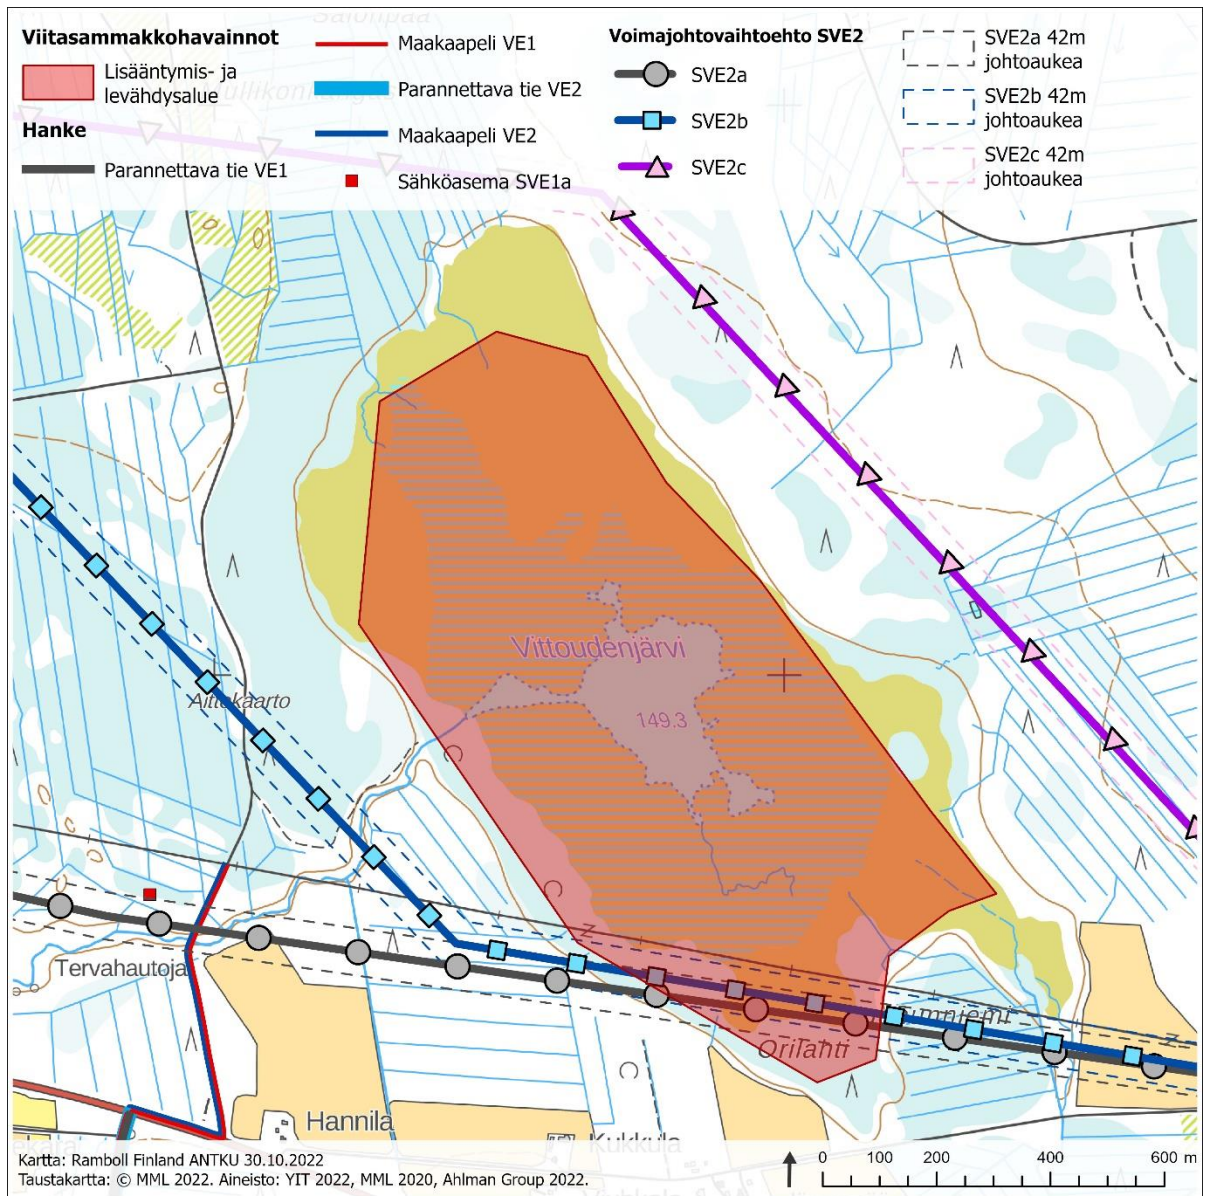 Viitasammakkohavainnot
Lisääntymis- ja
levähdysalue
Hanke
Parannettava tie VE1
Maakaapeli VE1
Parannettava tie VE2
Maakaapeli VE2
Sähköasema SVE1a
Voimajohtovaihtoehto SVE2
SVE2a
SVE2b
SVE2c
SVE2a 42m
johtoaukea
SVE2b 42m
johtoaukea
SVE2c 42m
johtoaukea
Vittoudenjärvi
149.3
Aittokaarto
Tervahautoja
Orilahti
Hannila
Kukkula
Kartta: Ramboll Finland ANTKU 30.10.2022
Taustakartta: © MML 2022. Aineisto: YIT 2022, MML 2020, Ahlman Group 2022.
0 100 200 400 600 m